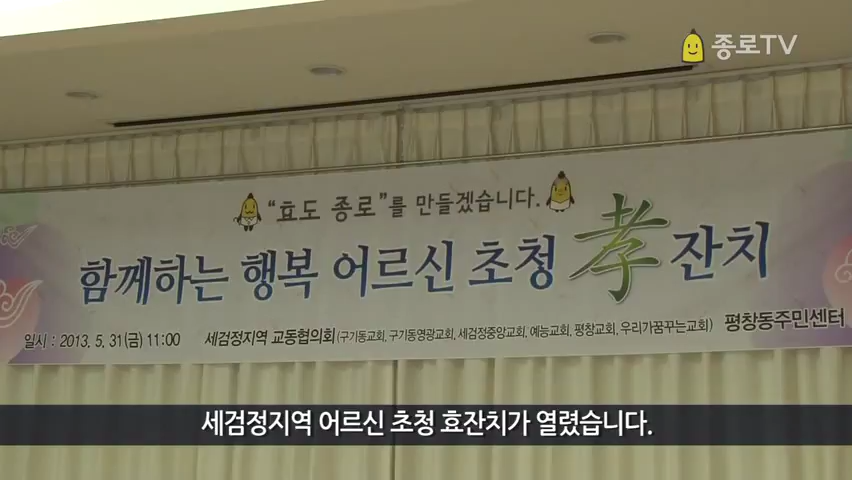 종로TV
"효도 종로"를 만들겠습니다.
함께하는 행복 어르신 초청 孝 잔치
일시 : 2013. 5. 31(금) 11:00 세검정지역 교동협의회(구기동교회, 구기동영광교회, 세검정중앙교회, 예능교회, 평창교회, 우리가꿈꾸는교회) 평창동주민센터
세검정지역 어르신 초청 효잔치가 열렸습니다.